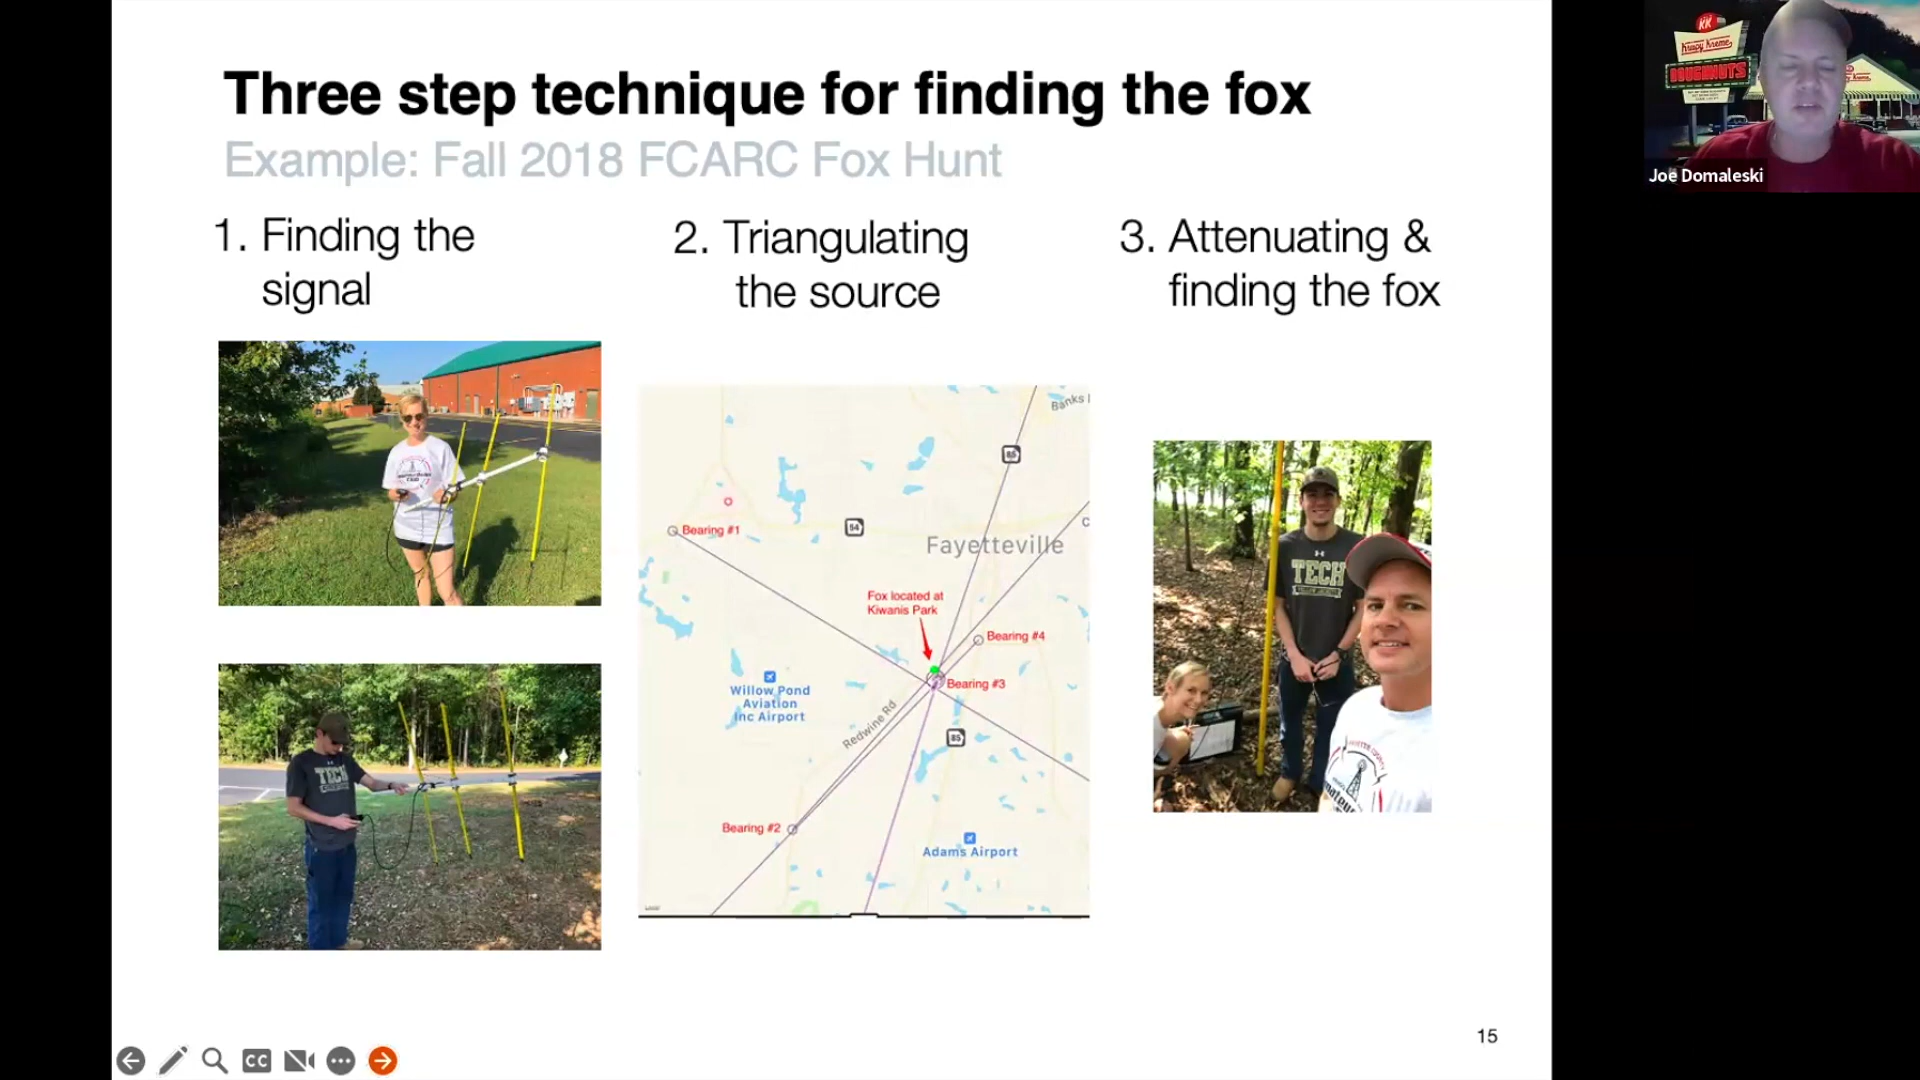 Three step technique for finding the fox
Example: Fall 2018 FCARC Fox Hunt
1. Finding the
signal
2. Triangulating
the source
3. Attenuating &
finding the fox
Banks
85
Bearing #1
54
Fayetteville
Fox located at
Kiwanis Park
Bearing #4
Bearing #3
Willow Pond
Aviation
Inc Airport
Redwine Rd
85
Bearing #2
Adams Airport
TECH
TECH
KK
Krispy Kreme
DOUGHNUTS
Joe Domaleski
15
CC